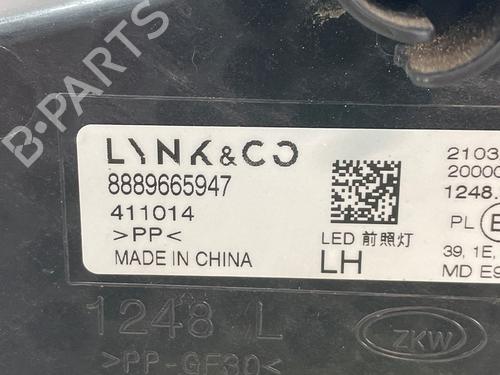 B-PARTS
LYNK&CO
8889665947
411014
>PP<
MADE IN CHINA
LED 前照灯
LH
2103
20000
1248.
PL E
39, 1E,
MD E9
1248 L
ZKW
>PP-GF30<